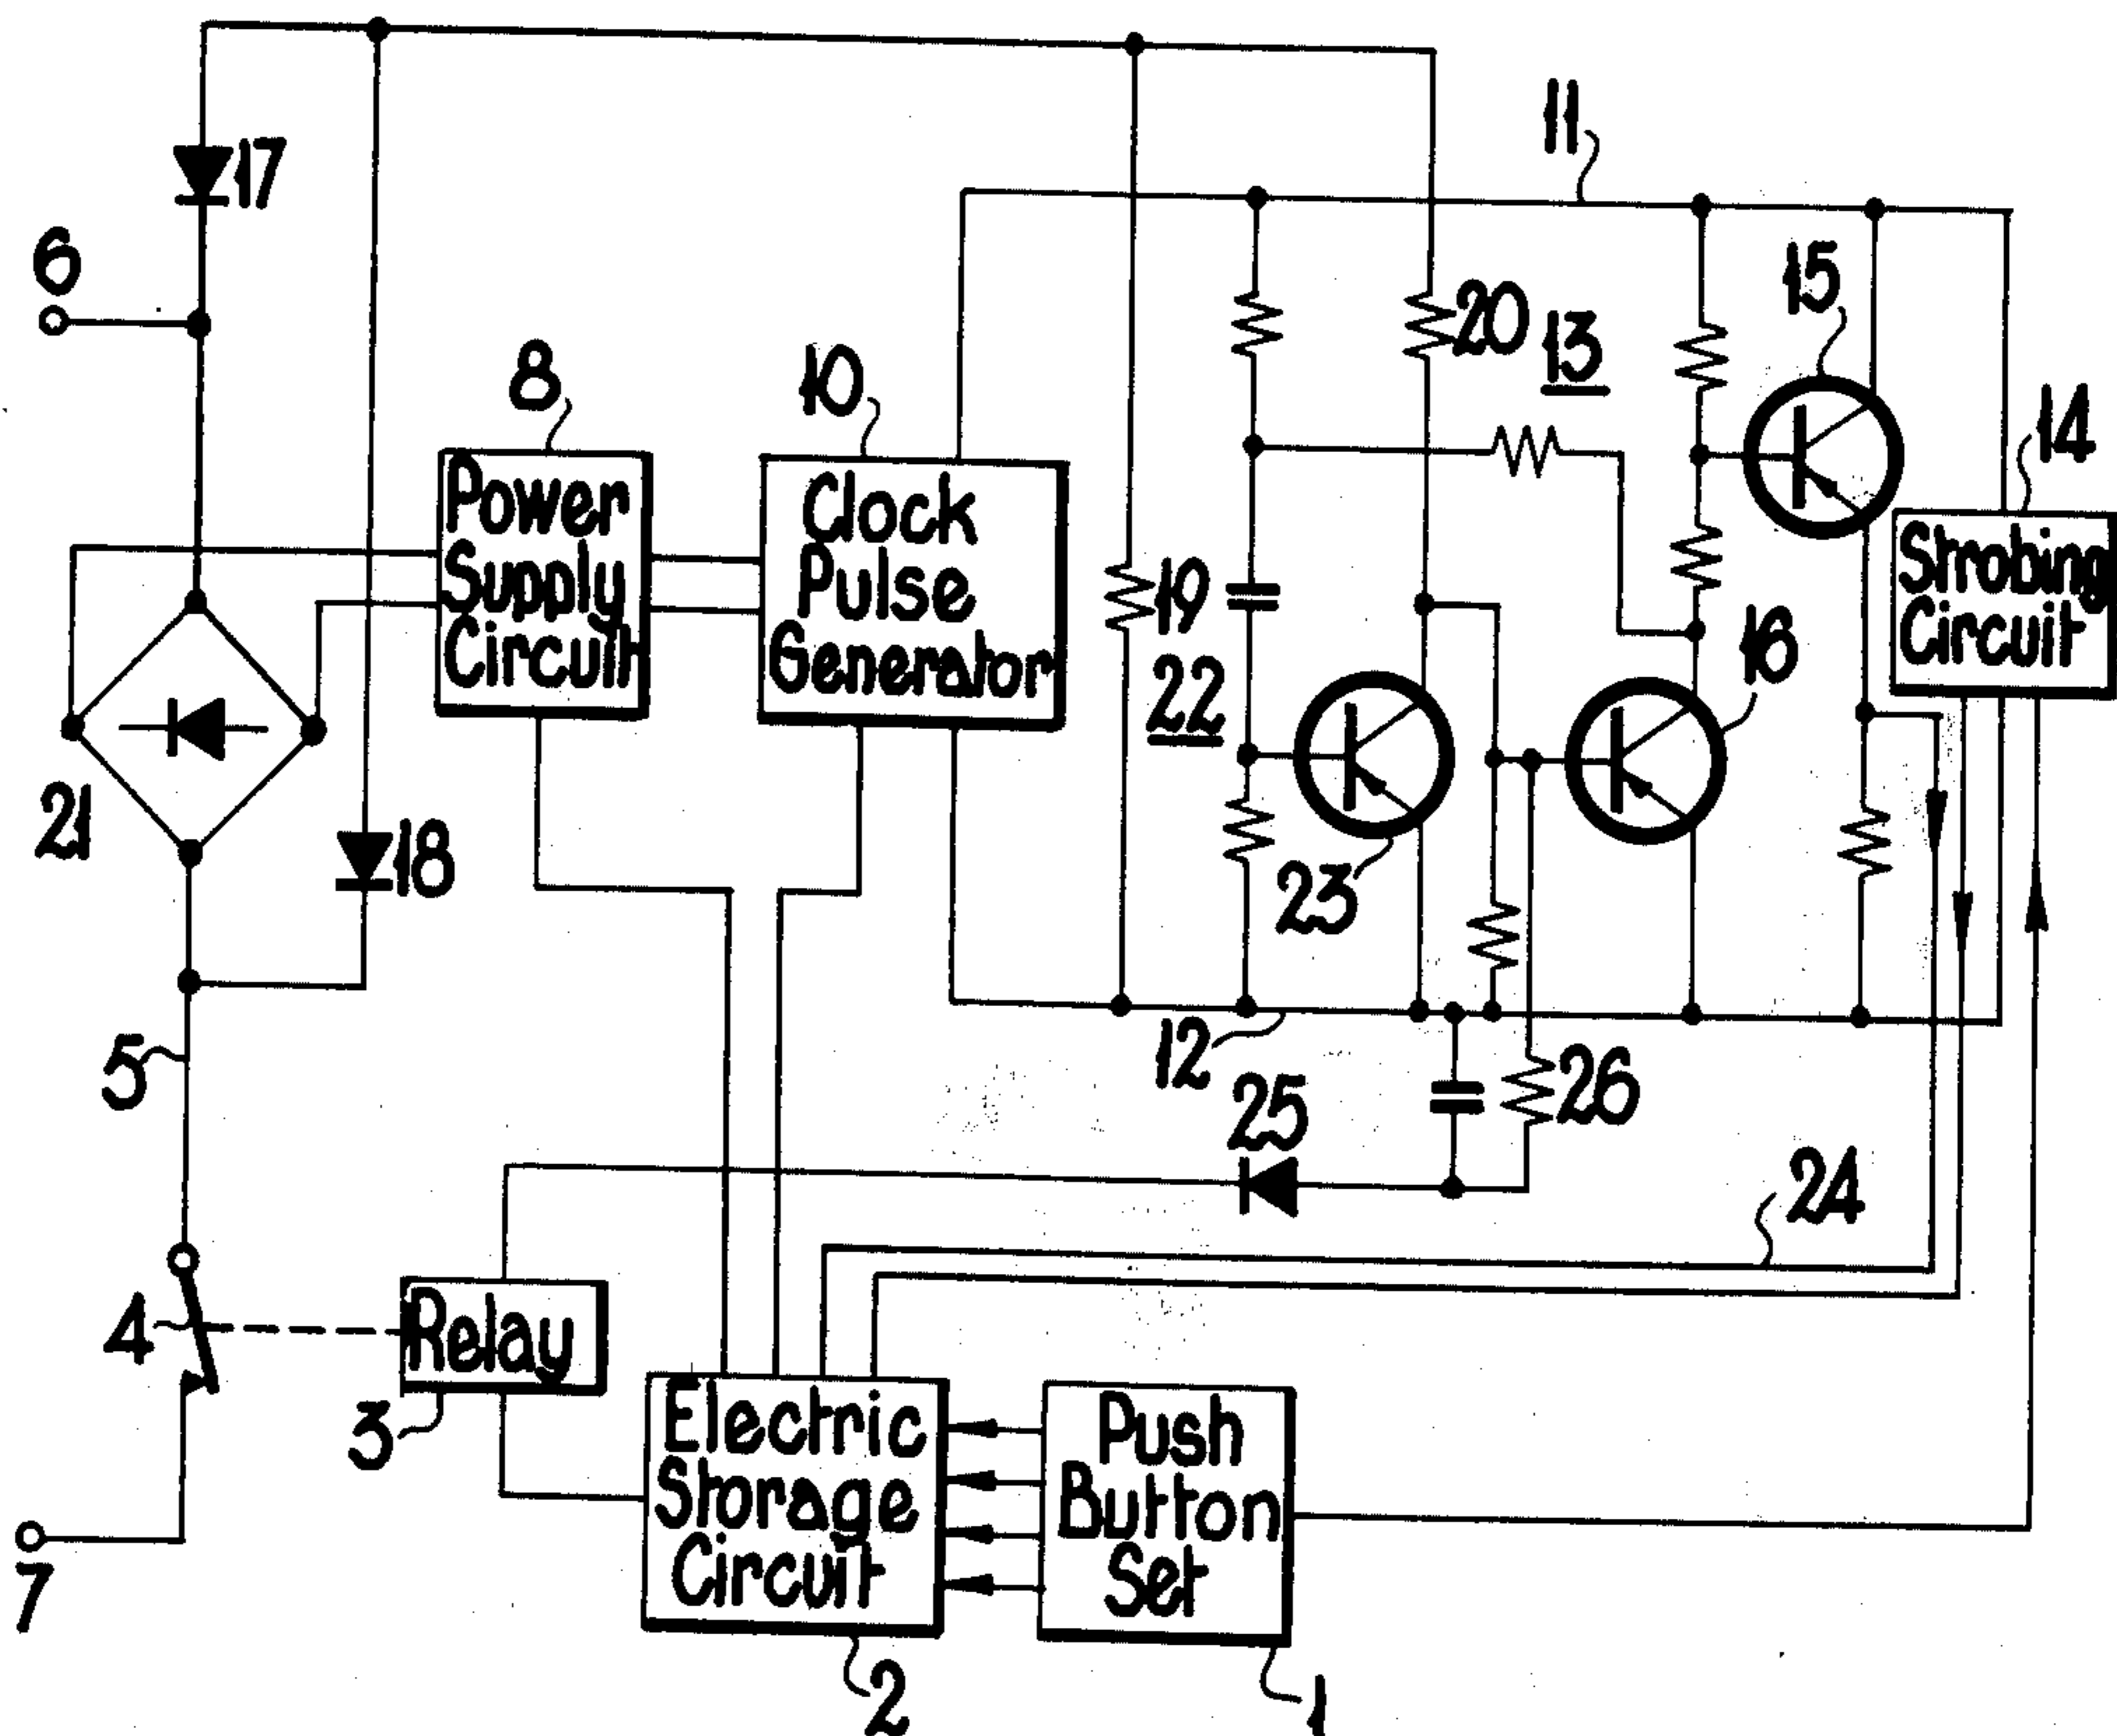 17
11
6
15
20
13
8
10
14
Power
Supply
Circuit
Clock
Pulse
Generator
Strobing
Circuit
19
16
22
21
18
23
5
12
26
25
24
4
Relay
3
Electric
Storage
Circuit
Push
Button
Set
7
2
1